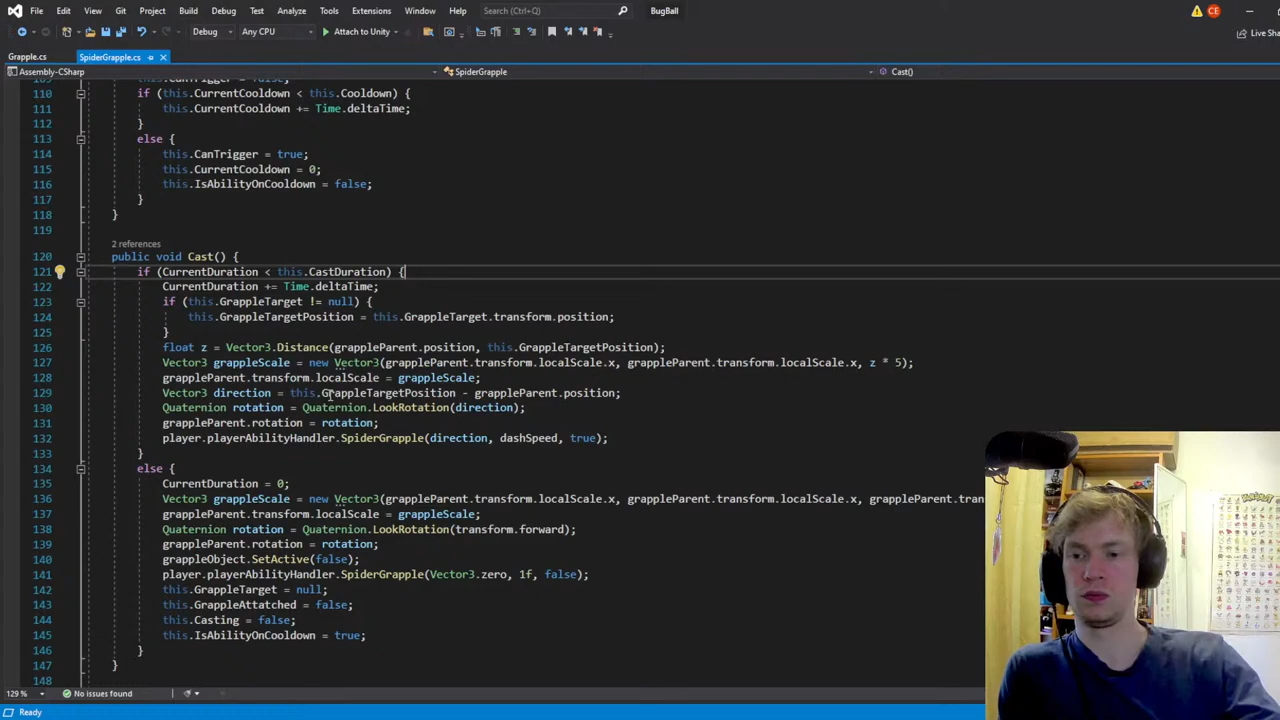 File Edit View Git Project Build Debug Test Analyze Tools Extensions Window Help Search (Ctrl+Q) BugBall CE
Debug Any CPU Attach to Unity Live Sha
Grapple.cs SpiderGrapple.cs
Assembly-CSharp SpiderGrapple Cast()
109 this.CanTrigger = false;
110 if (this.CurrentCooldown < this.Cooldown) {
111 this.CurrentCooldown += Time.deltaTime;
112 }
113 else {
114 this.CanTrigger = true;
115 this.CurrentCooldown = 0;
116 this.IsAbilityOnCooldown = false;
117 }
118 }
119
2 references
120 public void Cast() {
121 if (CurrentDuration < this.CastDuration) {
122 CurrentDuration += Time.deltaTime;
123 if (this.GrappleTarget != null) {
124 this.GrappleTargetPosition = this.GrappleTarget.transform.position;
125 }
126 float z = Vector3.Distance(grappleParent.position, this.GrappleTargetPosition);
127 Vector3 grappleScale = new Vector3(grappleParent.transform.localScale.x, grappleParent.transform.localScale.x, z * 5);
128 grappleParent.transform.localScale = grappleScale;
129 Vector3 direction = this.GrappleTargetPosition - grappleParent.position;
130 Quaternion rotation = Quaternion.LookRotation(direction);
131 grappleParent.rotation = rotation;
132 player.playerAbilityHandler.SpiderGrapple(direction, dashSpeed, true);
133 }
134 else {
135 CurrentDuration = 0;
136 Vector3 grappleScale = new Vector3(grappleParent.transform.localScale.x, grappleParent.transform.localScale.x, grappleParent.tran
137 grappleParent.transform.localScale = grappleScale;
138 Quaternion rotation = Quaternion.LookRotation(transform.forward);
139 grappleParent.rotation = rotation;
140 grappleObject.SetActive(false);
141 player.playerAbilityHandler.SpiderGrapple(Vector3.zero, 1f, false);
142 this.GrappleTarget = null;
143 this.GrappleAttatched = false;
144 this.Casting = false;
145 this.IsAbilityOnCooldown = true;
146 }
147 }
148
129 % No issues found
Ready